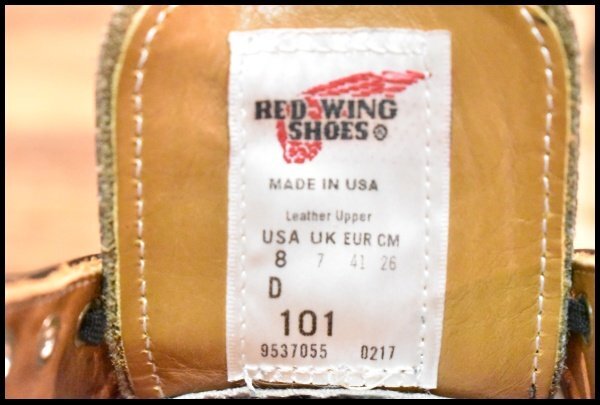 RED WING
SHOES®
MADE IN USA
Leather Upper
USA UK EUR CM
8 7 41 26
D
101
9537055 0217